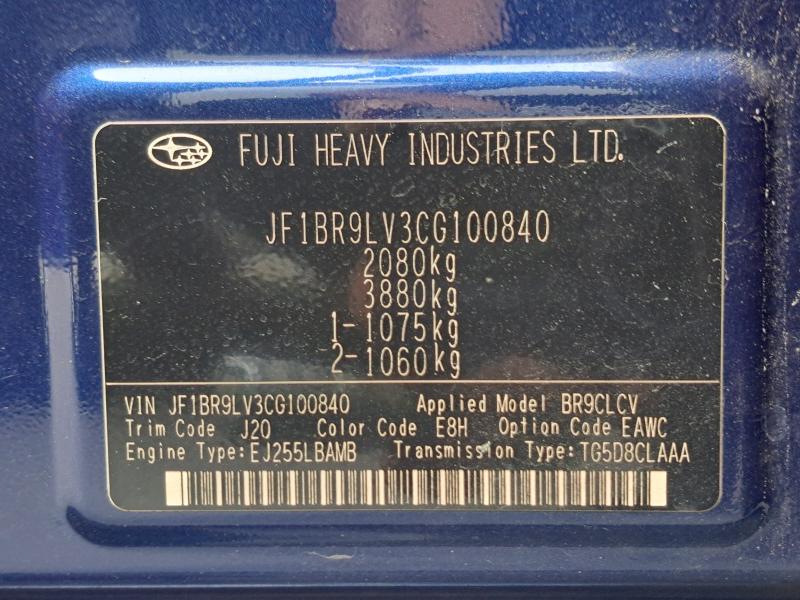 FUJI HEAVY INDUSTRIES LTD.
JF1BR9LV3CG100840
2080kg
3880kg
1-1075kg
2-1060kg
VIN JF1BR9LV3CG100840 Applied Model BR9CLCV
Trim Code J20 Color Code E8H Option Code EAWC
Engine Type:EJ255LBAMB Transmission Type:TG5D8CLAAA